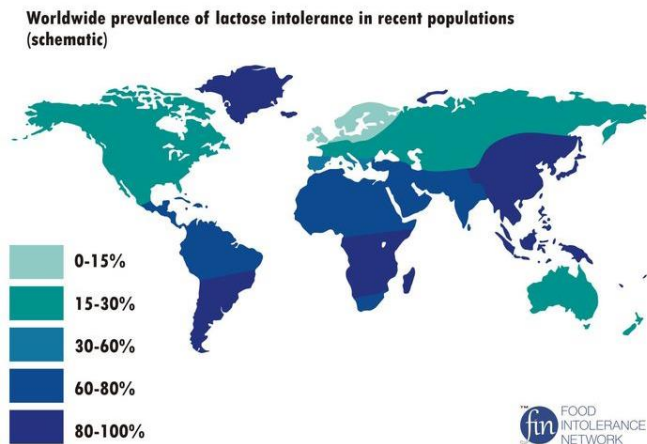 Worldwide prevalence of lactose intolerance in recent populations
(schematic)
0-15%
15-30%
30-60%
60-80%
80-100%
fin
FOOD
INTOLERANCE
NETWORK